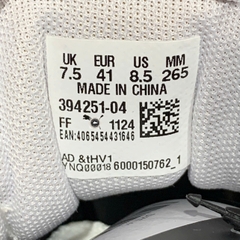 UK EUR US MM
7.5 41 8.5 265
MADE IN CHINA
394251-04
FF 1124
EAN:4065454431646
AD &tHV1
YNQ00018 6000150762_1